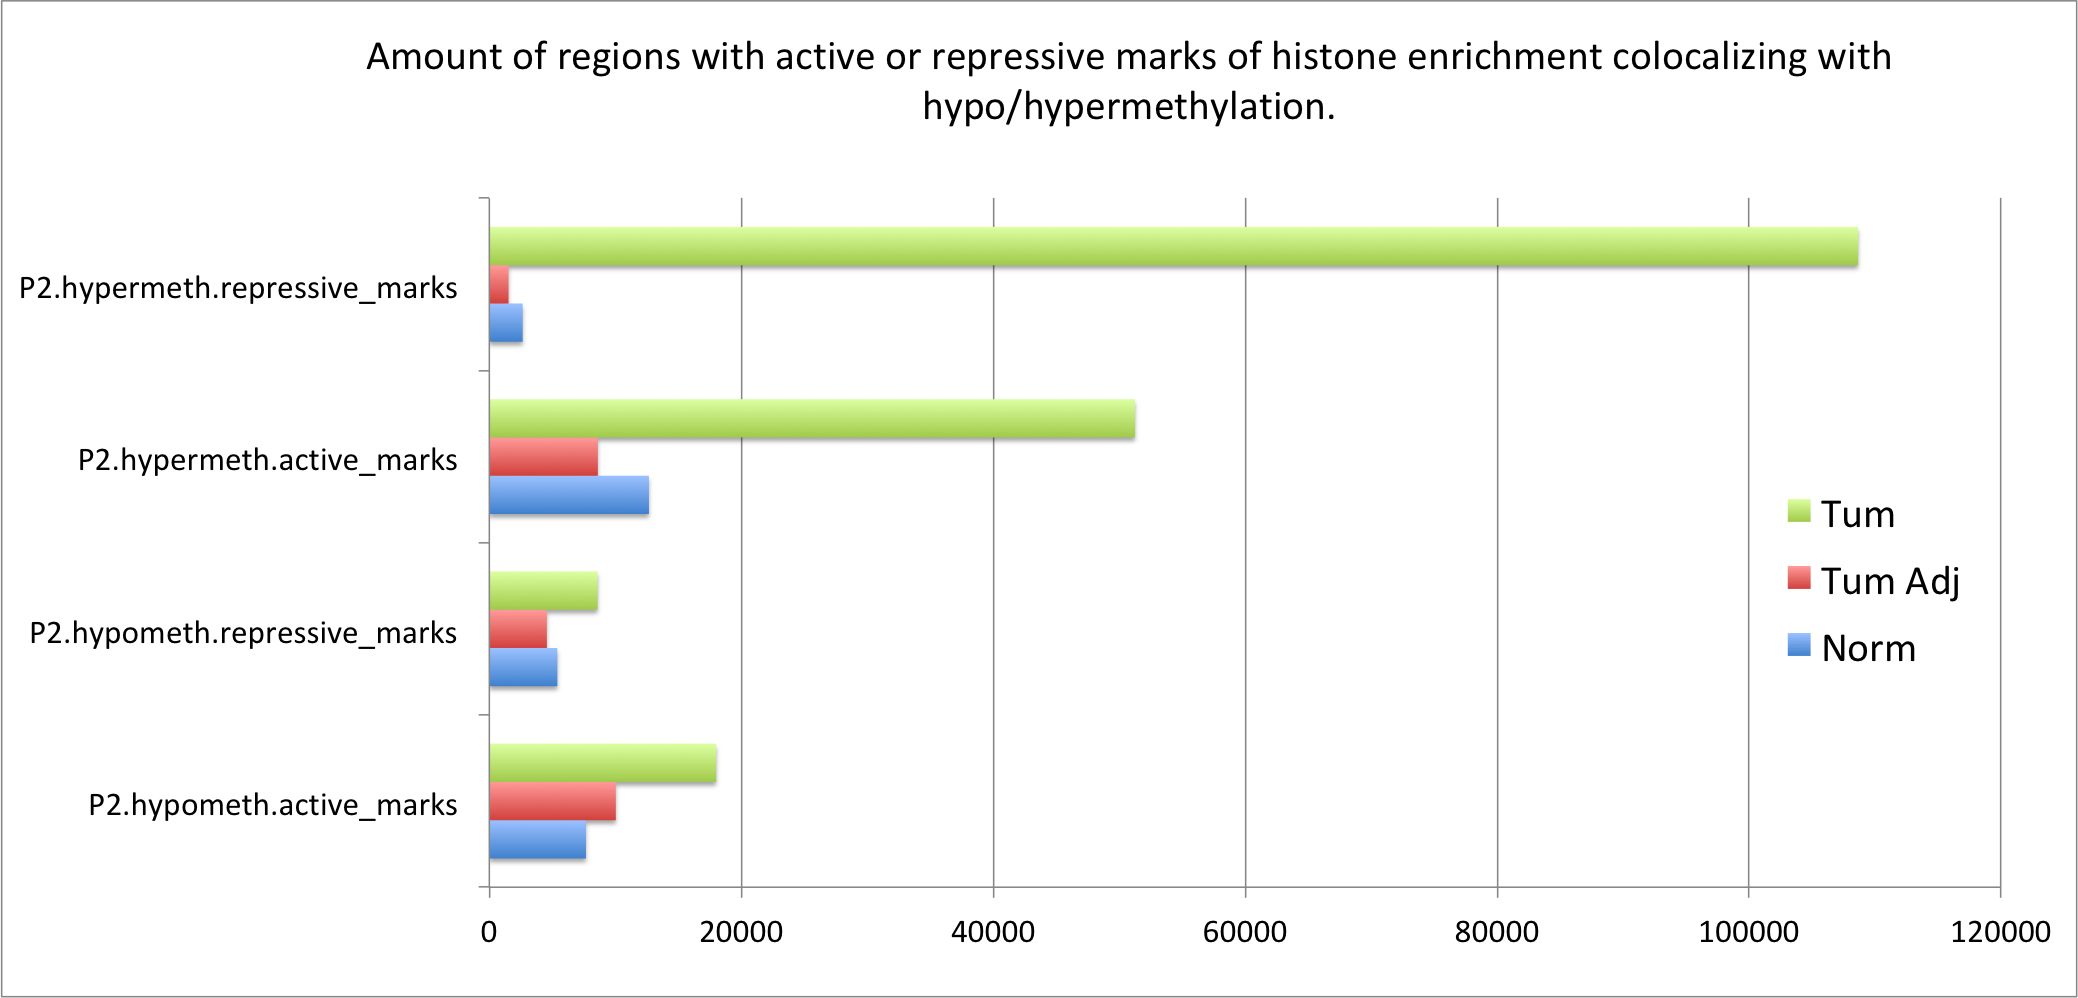 Amount of regions with active or repressive marks of histone enrichment colocalizing with
hypo/hypermethylation.
P2.hypermeth.repressive_marks
P2.hypermeth.active_marks
P2.hypometh.repressive_marks
P2.hypometh.active_marks
Tum
Tum Adj
Norm
0 20000 40000 60000 80000 100000 120000